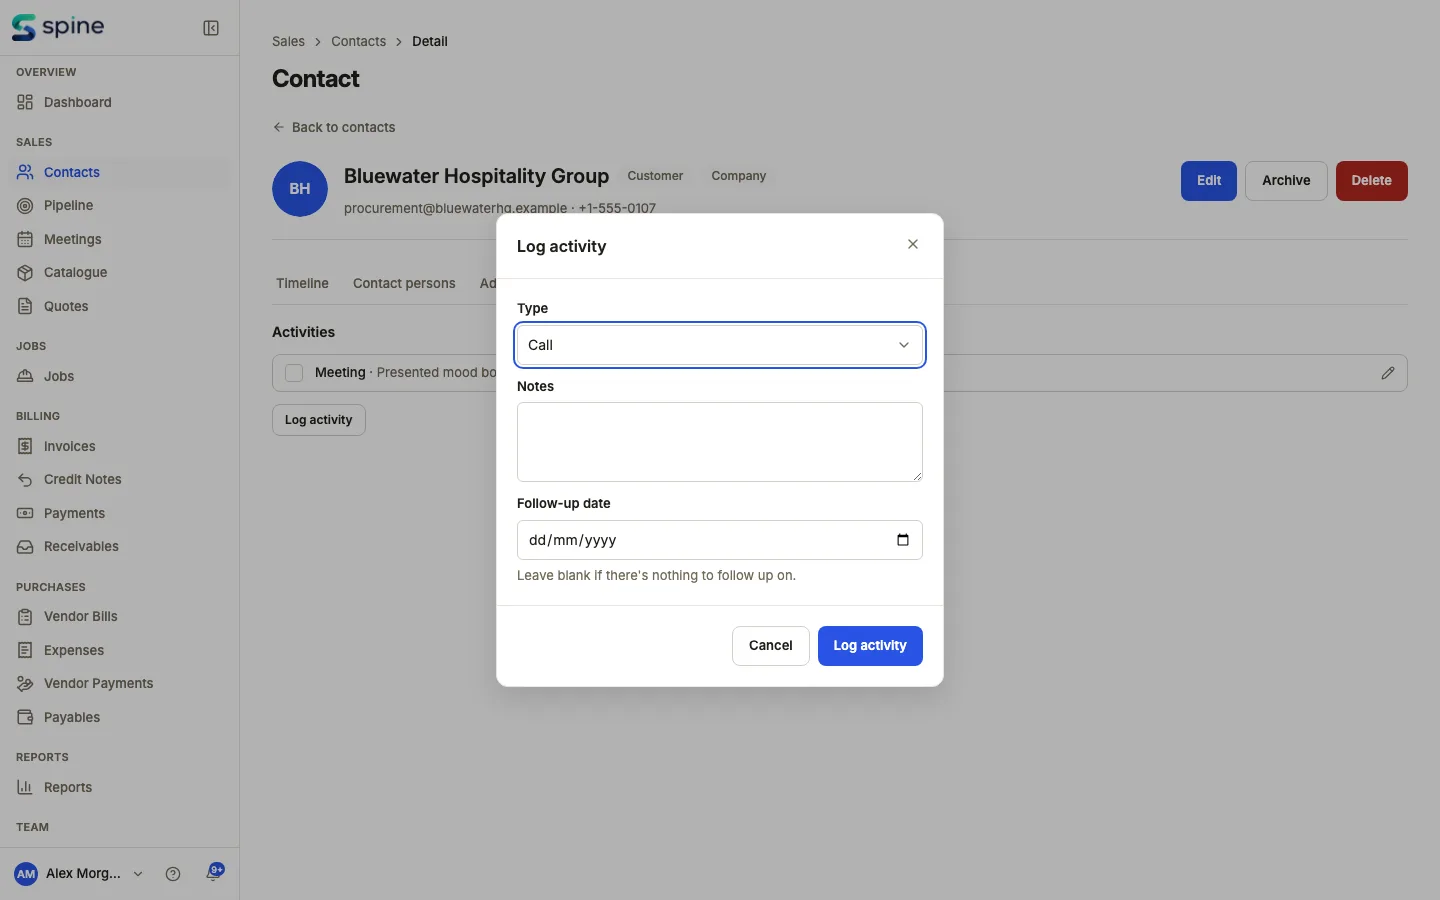 spine
OVERVIEW
Dashboard
SALES
Contacts
Pipeline
Meetings
Catalogue
Quotes
JOBS
Jobs
BILLING
Invoices
Credit Notes
Payments
Receivables
PURCHASES
Vendor Bills
Expenses
Vendor Payments
Payables
REPORTS
Reports
TEAM
AM Alex Morg... 9+
Sales > Contacts > Detail
Contact
← Back to contacts
BH
Bluewater Hospitality Group Customer Company
procurement@bluewaterhg.example · +1-555-0107
Edit Archive Delete
Timeline Contact persons Ad
Activities
Meeting · Presented mood bo
Log activity
Log activity
Type
Call
Notes
Follow-up date
dd/mm/yyyy
Leave blank if there's nothing to follow up on.
Cancel Log activity